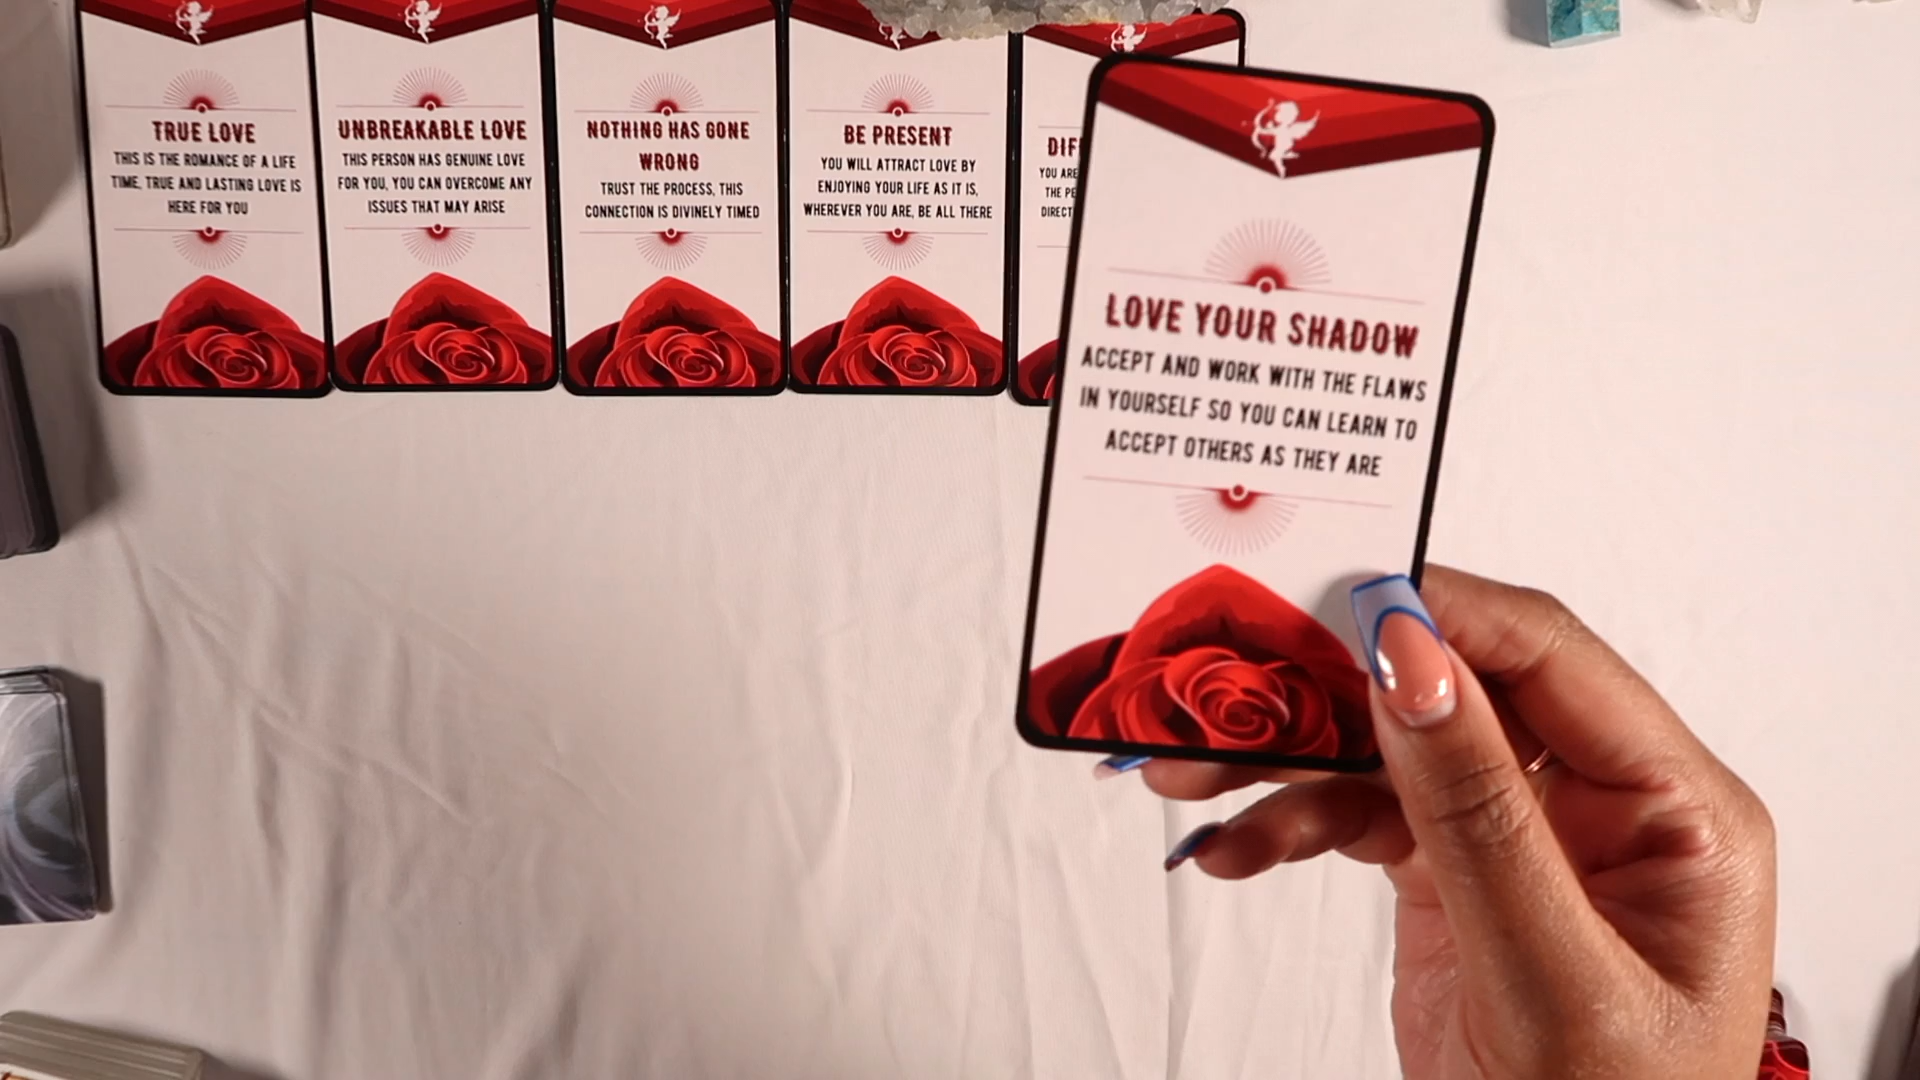 TRUE LOVE
THIS IS THE ROMANCE OF A LIFE
TIME, TRUE AND LASTING LOVE IS
HERE FOR YOU
UNBREAKABLE LOVE
THIS PERSON HAS GENUINE LOVE
FOR YOU, YOU CAN OVERCOME ANY
ISSUES THAT MAY ARISE
NOTHING HAS GONE
WRONG
TRUST THE PROCESS, THIS
CONNECTION IS DIVINELY TIMED
BE PRESENT
YOU WILL ATTRACT LOVE BY
ENJOYING YOUR LIFE AS IT IS,
WHEREVER YOU ARE, BE ALL THERE
YOU ARE
THE
LOVE YOUR SHADOW
ACCEPT AND WORK WITH THE FLAWS
IN YOURSELF SO YOU CAN LEARN TO
ACCEPT OTHERS AS THEY ARE